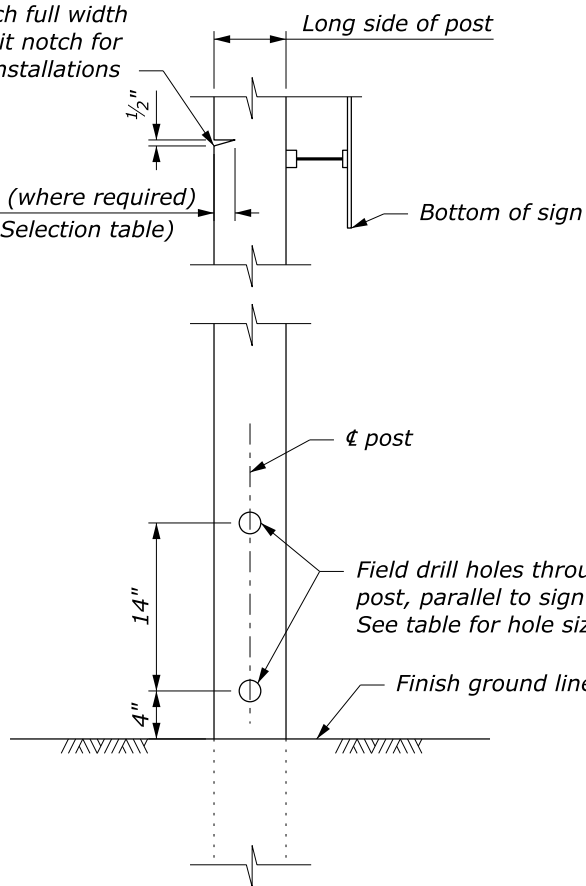 ch full width
it notch for
nstallations
Long side of post
½"
(where required)
Selection table)
Bottom of sign
℄ post
14"
Field drill holes throu
post, parallel to sign
See table for hole siz
4"
Finish ground line